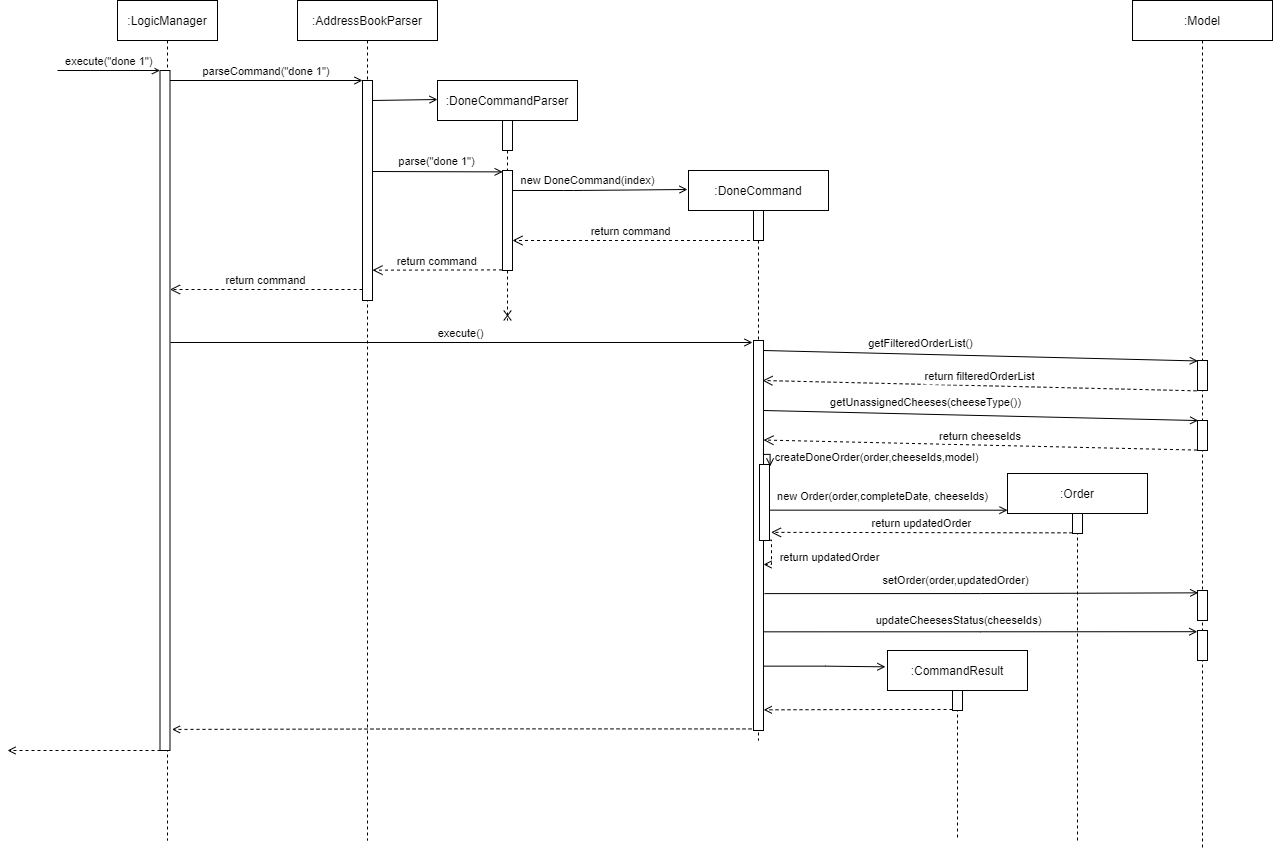 :LogicManager
:AddressBookParser
:Model
execute("done 1")
parseCommand("done 1")
:DoneCommandParser
parse("done 1")
new DoneCommand(index)
:DoneCommand
return command
return command
return command
execute()
getFilteredOrderList()
return filteredOrderList
getUnassignedCheeses(cheeseType())
return cheeseIds
createDoneOrder(order,cheeseIds,model)
new Order(order,completeDate, cheeseIds)
:Order
return updatedOrder
return updatedOrder
setOrder(order,updatedOrder)
updateCheesesStatus(cheeseIds)
:CommandResult